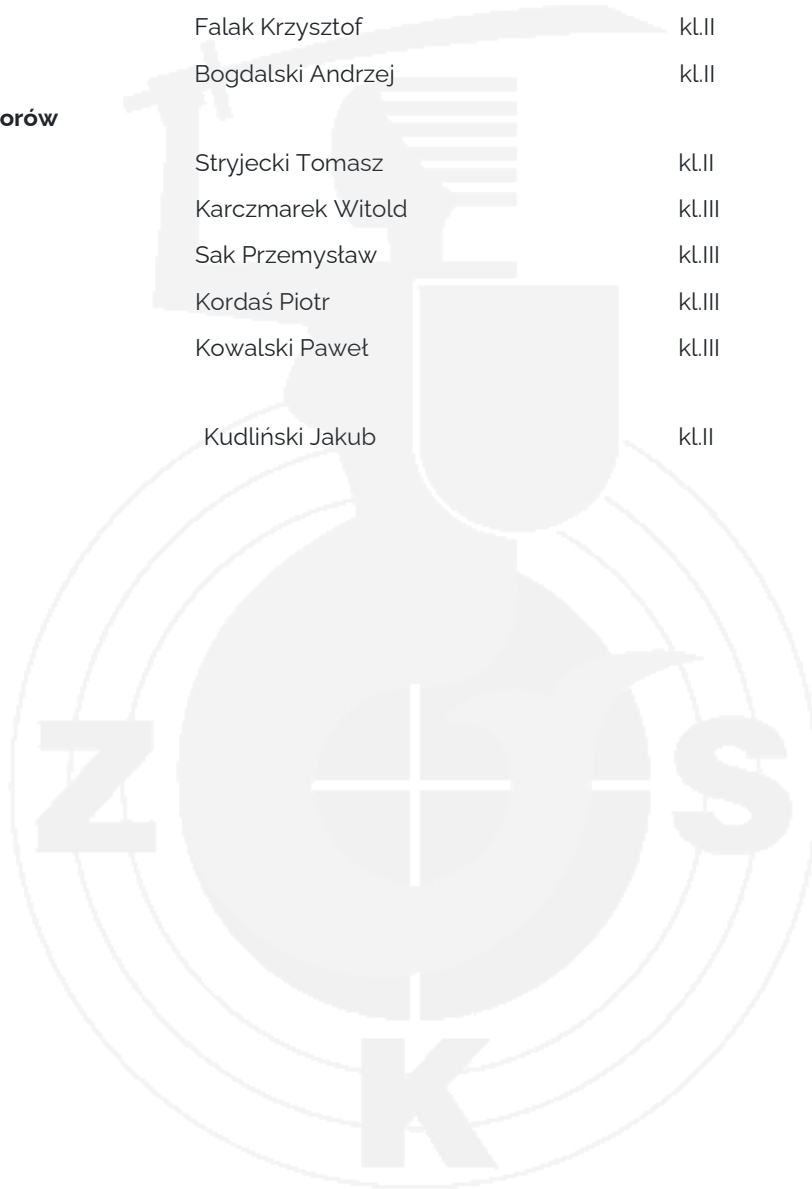 Falak Krzysztof kl.II
Bogdalski Andrzej kl.II
orów
Stryjecki Tomasz kl.II
Karczmarek Witold kl.III
Sak Przemysław kl.III
Kordaś Piotr kl.III
Kowalski Paweł kl.III
Kudliński Jakub kl.II
Z S
K